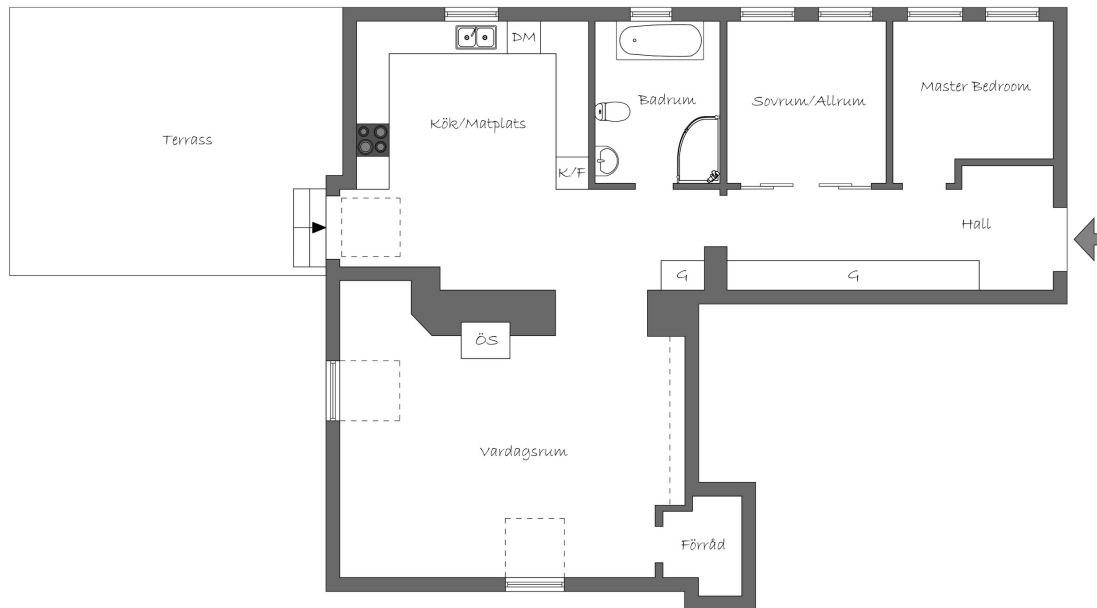 DM
Badrum
Sovrum/Allrum
Master Bedroom
Terrass
Kök/Matplats
K/F
Hall
G
G
ÖS
Vardagsrum
Förråd